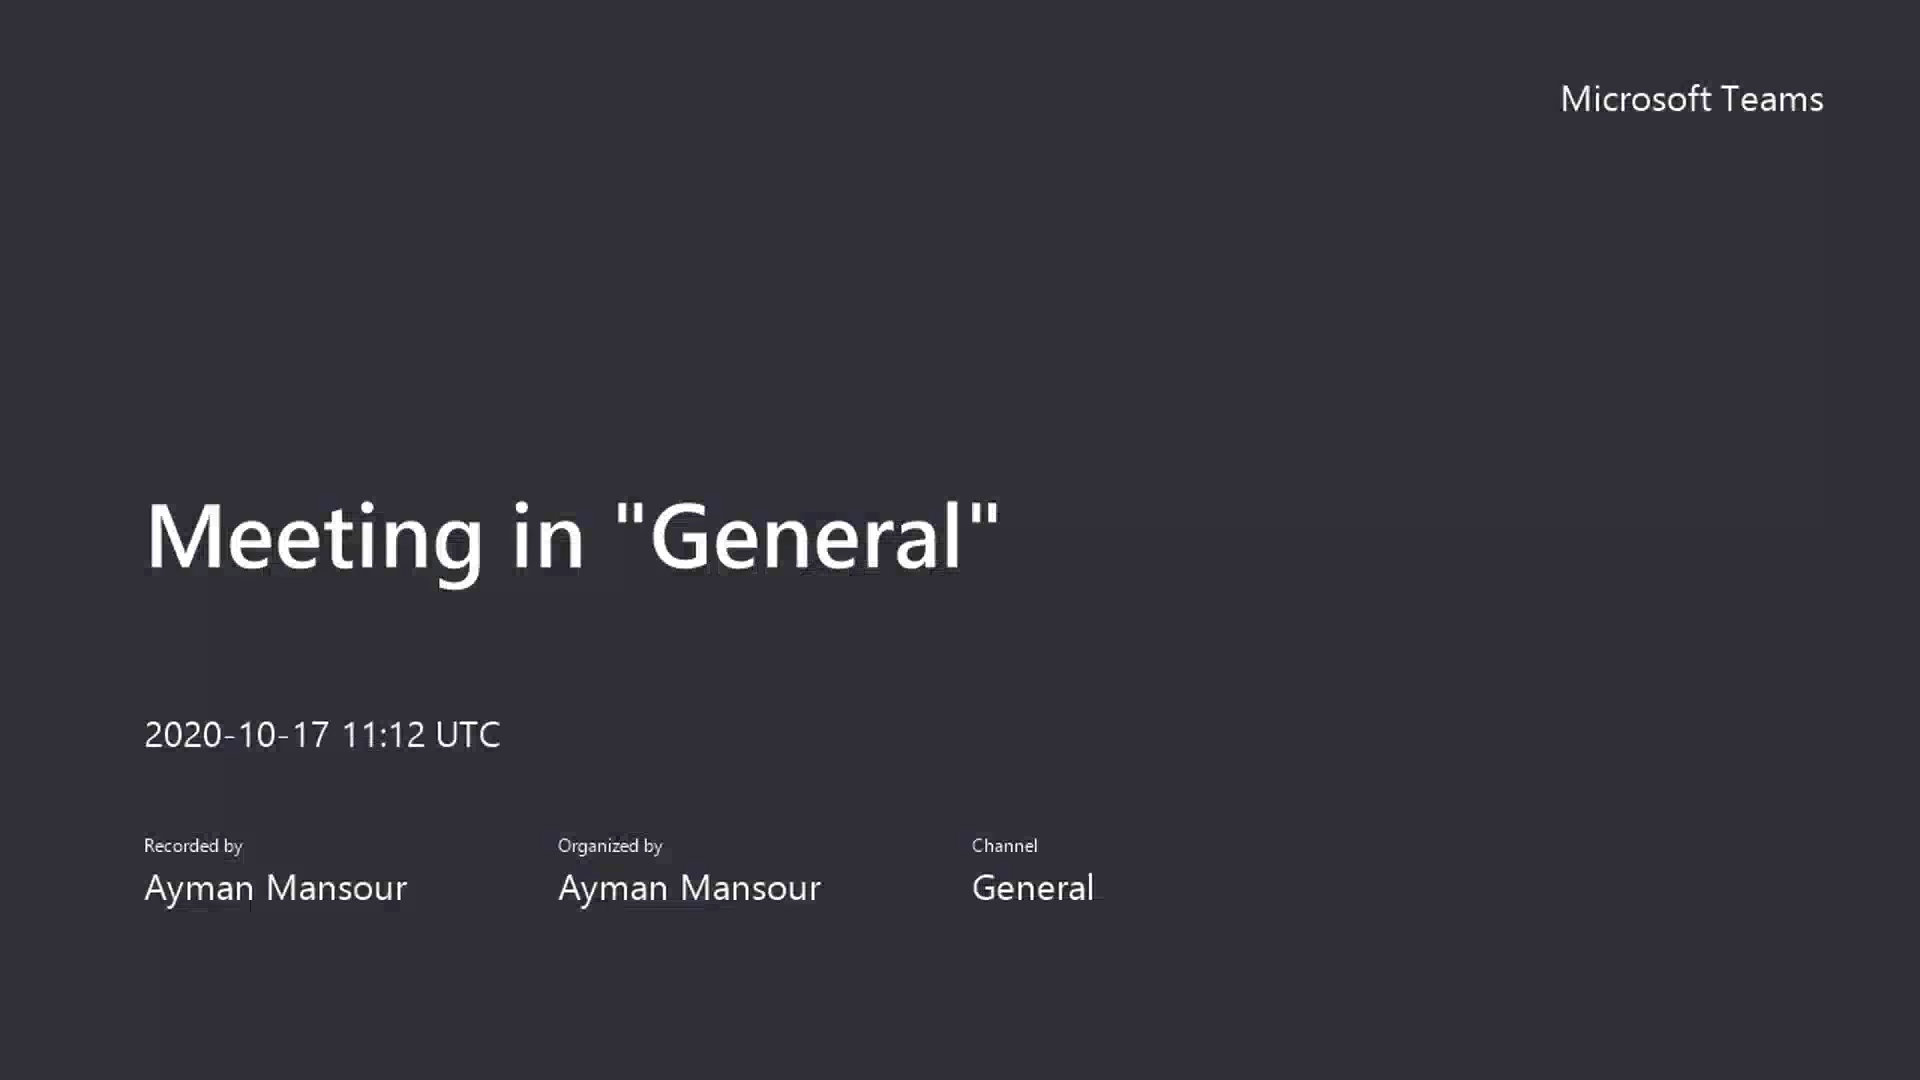 Microsoft Teams
Meeting in "General"
2020-10-17 11:12 UTC
Recorded by
Ayman Mansour
Organized by
Ayman Mansour
Channel
General